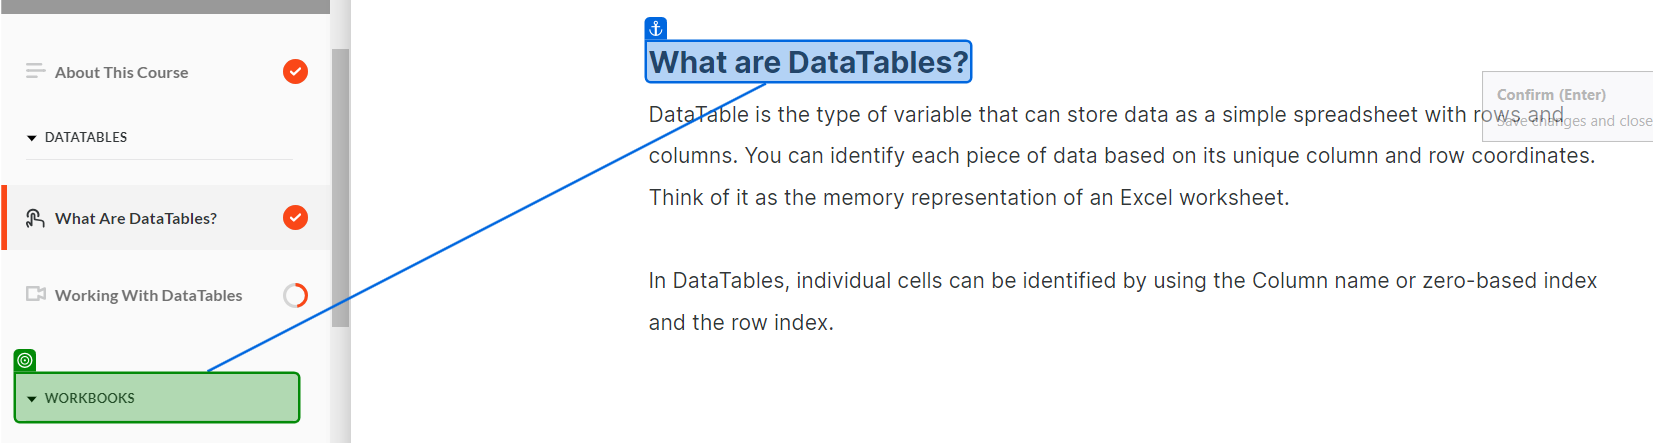 About This Course
DATATABLES
What Are DataTables?
Working With DataTables
WORKBOOKS
What are DataTables?
DataTable is the type of variable that can store data as a simple spreadsheet with rows and
columns. You can identify each piece of data based on its unique column and row coordinates.
Think of it as the memory representation of an Excel worksheet.
In DataTables, individual cells can be identified by using the Column name or zero-based index
and the row index.
Confirm (Enter)
Save changes and close